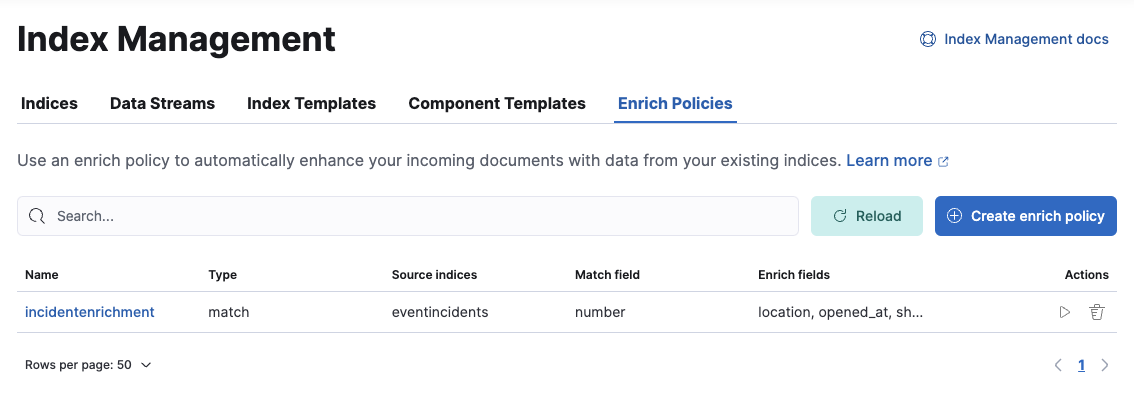 Index Management
Index Management docs
Indices Data Streams Index Templates Component Templates Enrich Policies
Use an enrich policy to automatically enhance your incoming documents with data from your existing indices. Learn more
Search... Reload Create enrich policy
Name Type Source indices Match field Enrich fields Actions
incidentenrichment match eventincidents number location, opened_at, sh...
Rows per page: 50 1